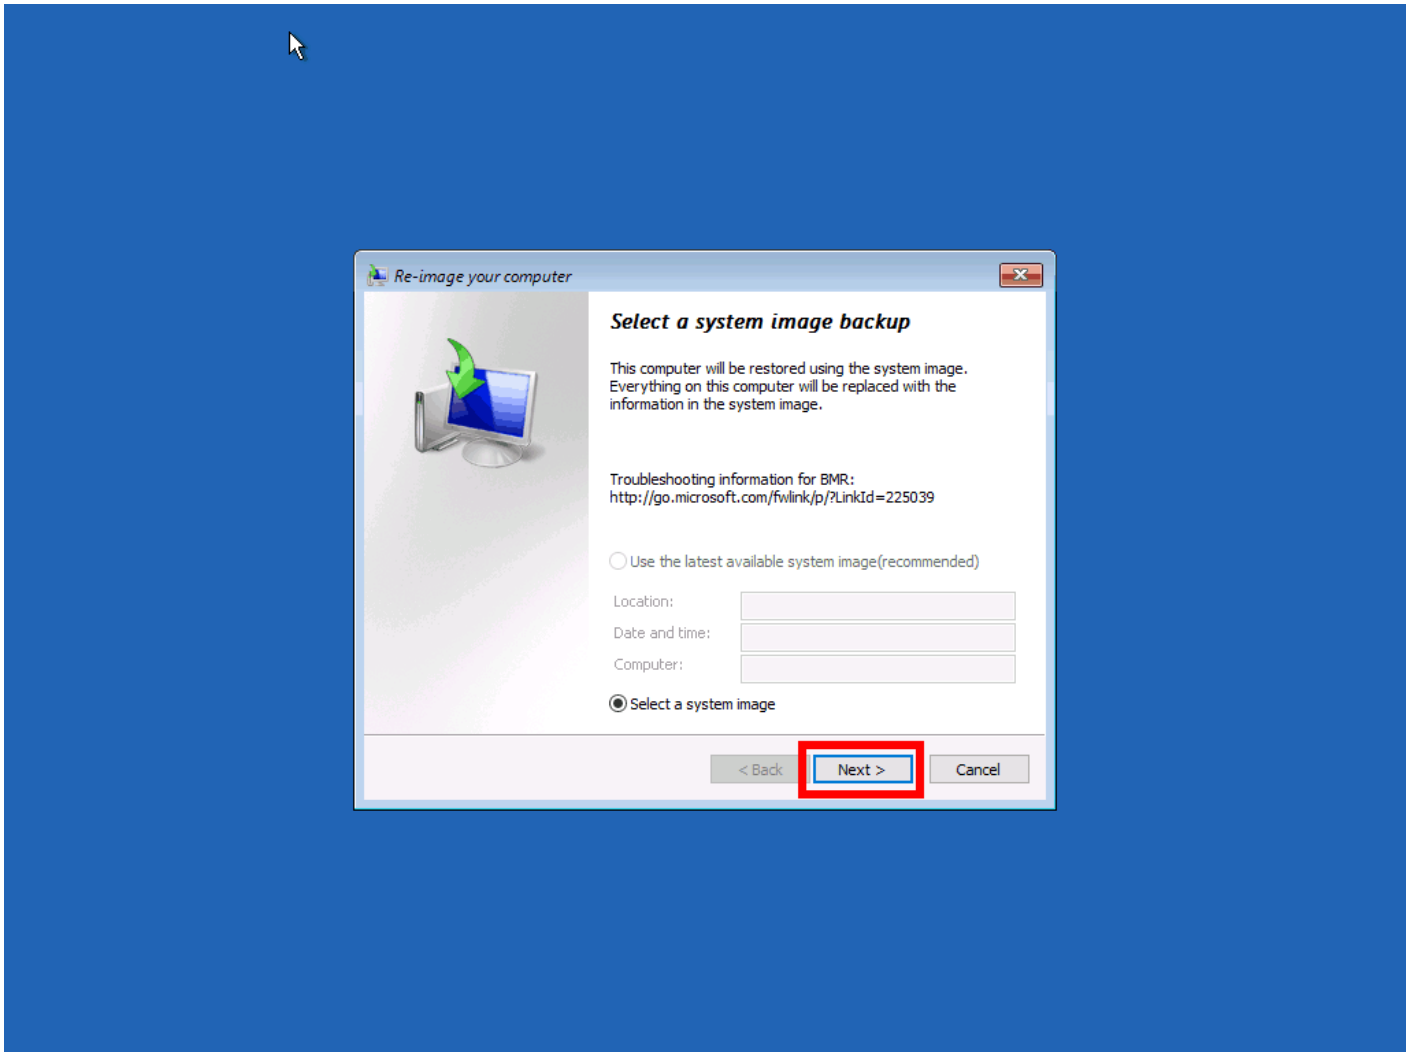 Re-image your computer
Select a system image backup
This computer will be restored using the system image.
Everything on this computer will be replaced with the
information in the system image.
Troubleshooting information for BMR:
http://go.microsoft.com/fwlink/p/?LinkId=225039
Use the latest available system image(recommended)
Location:
Date and time:
Computer:
Select a system image
< Back Next > Cancel